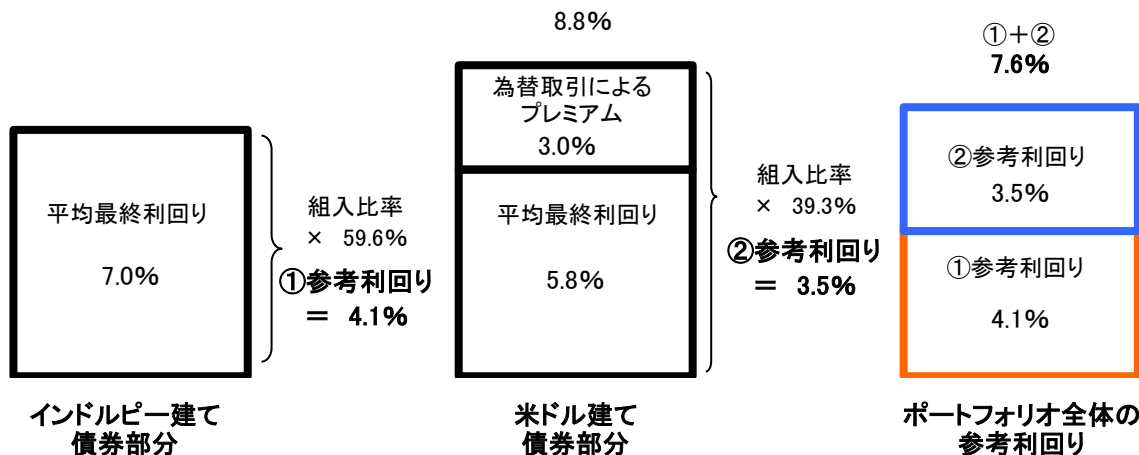 平均最終利回り
7.0%
組入比率
× 59.6%
①参考利回り
= 4.1%
インドルピー建て
債券部分
8.8%
為替取引による
プレミアム
3.0%
平均最終利回り
5.8%
組入比率
× 39.3%
②参考利回り
= 3.5%
米ドル建て
債券部分
①+②
7.6%
②参考利回り
3.5%
①参考利回り
4.1%
ポートフォリオ全体の
参考利回り